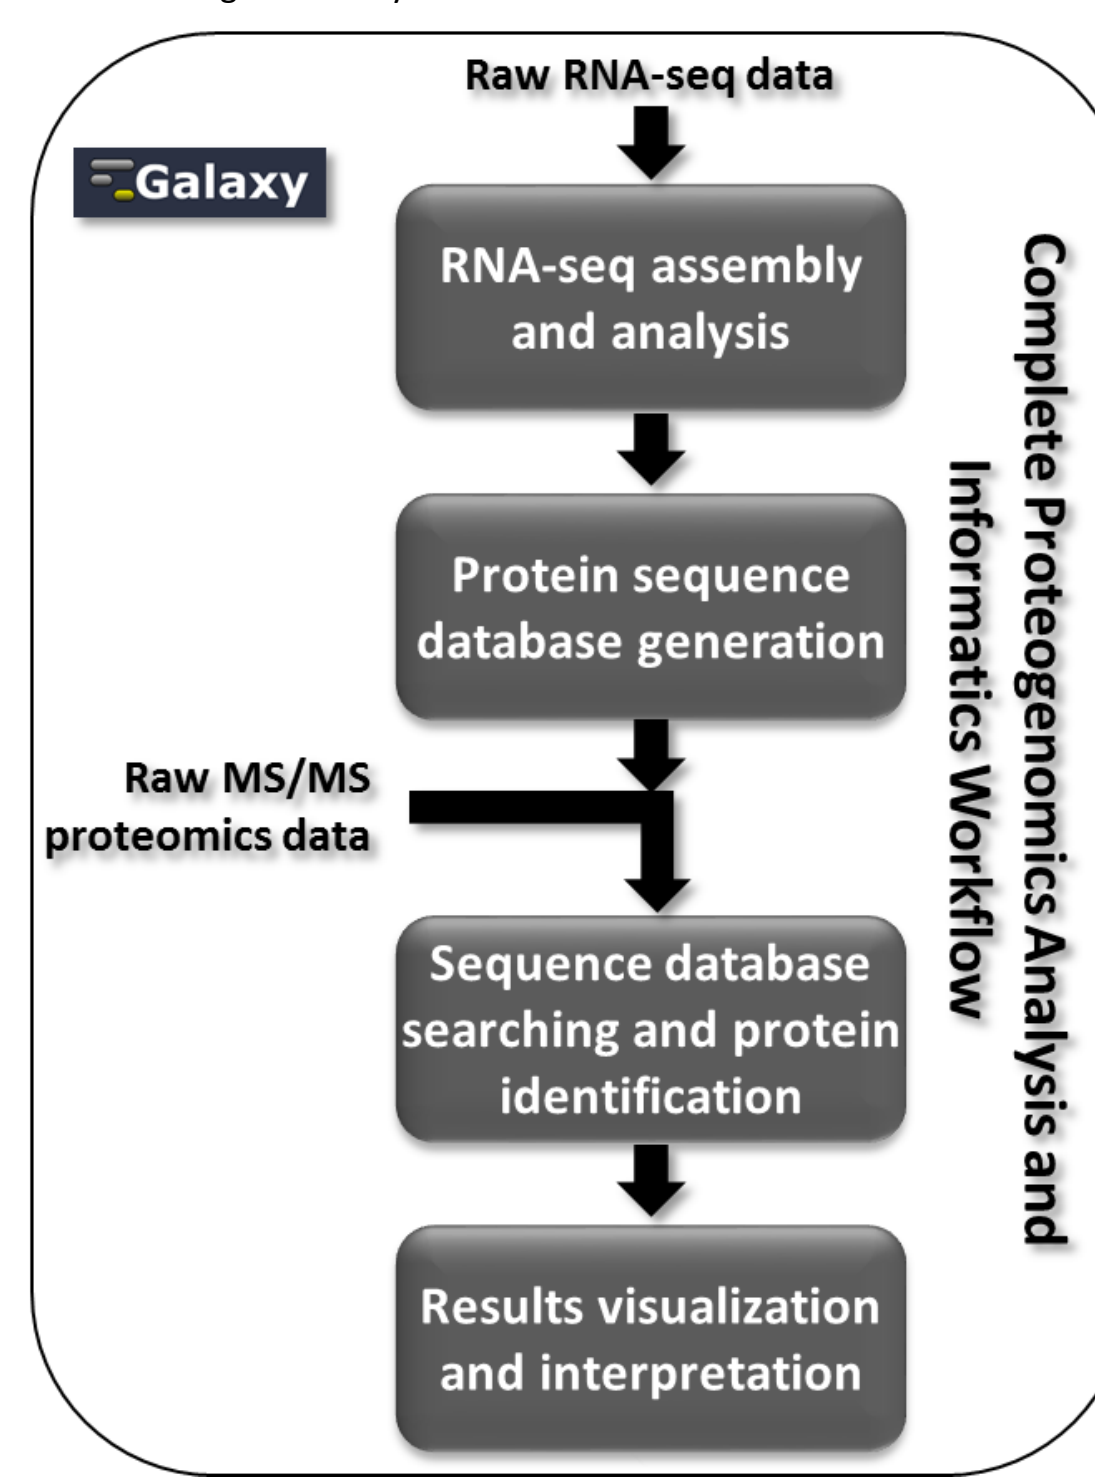 Raw RNA-seq data
Galaxy
RNA-seq assembly
and analysis
Protein sequence
database generation
Raw MS/MS
proteomics data
Sequence database
searching and protein
identification
Results visualization
and interpretation
Complete Proteogenomics Analysis and
Informatics Workflow